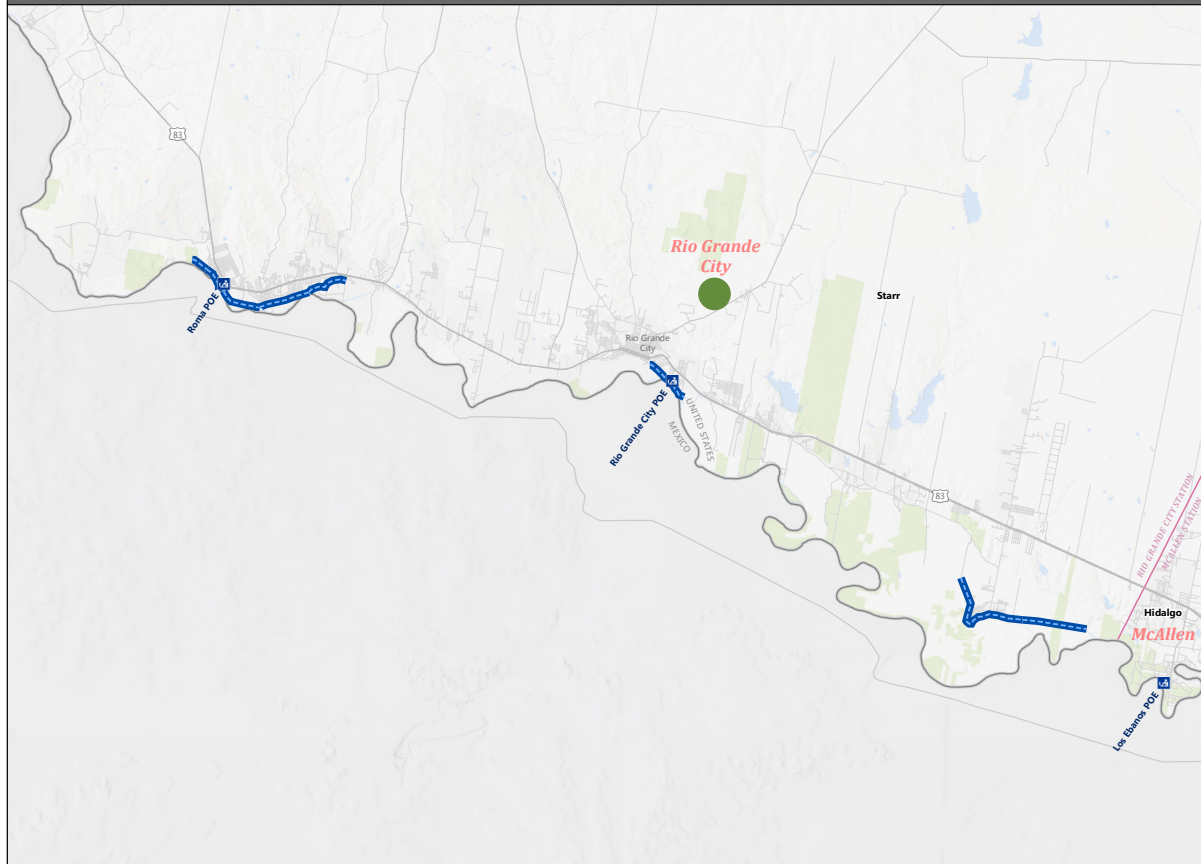 83
Rio Grande
City
Starr
Roma POE
Rio Grande
City
Rio Grande City POE
UNITED STATES
MEXICO
83
RIO GRANDE CITY STATION
MCALLEN STATION
Hidalgo
McAllen
Los Ebanos POE